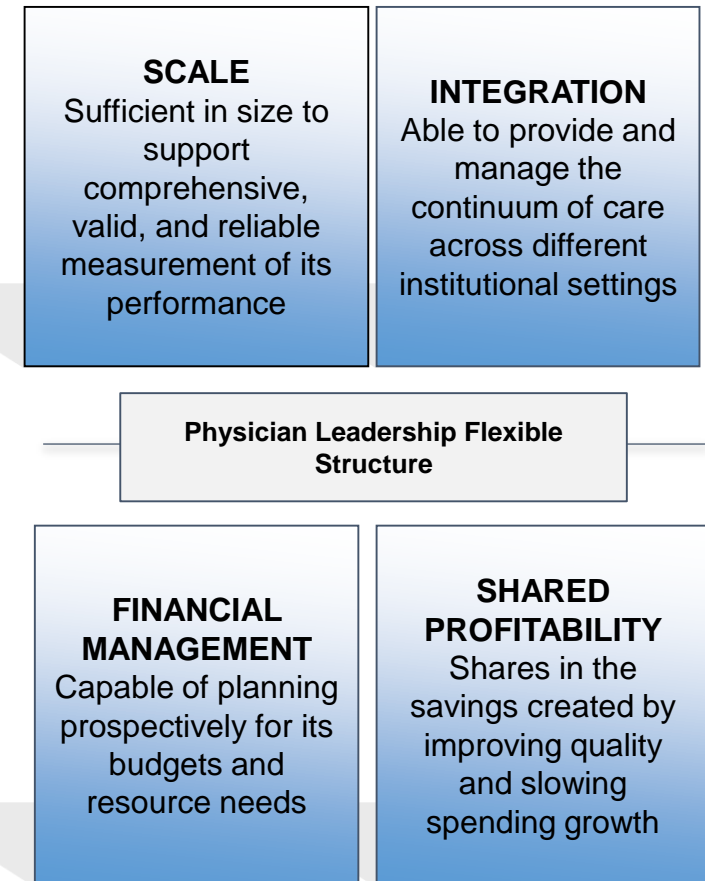 SCALE
Sufficient in size to
support
comprehensive,
valid, and reliable
measurement of its
performance
INTEGRATION
Able to provide and
manage the
continuum of care
across different
institutional settings
Physician Leadership Flexible
Structure
FINANCIAL
MANAGEMENT
Capable of planning
prospectively for its
budgets and
resource needs
SHARED
PROFITABILITY
Shares in the
savings created by
improving quality
and slowing
spending growth